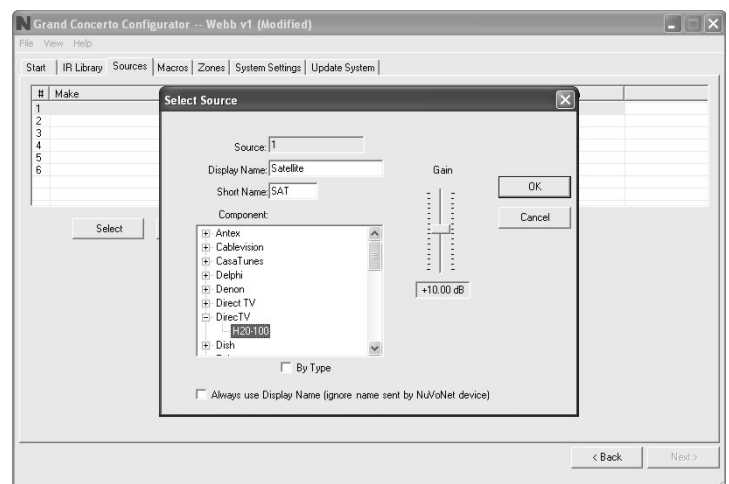 Grand Concerto Configurator -- Webb v1 (Modified)
File View Help
Start IR Library Sources Macros Zones System Settings Update System
# Make
1
2
3
4
5
6
Select
Select Source
Source: 1
Display Name: Satellite
Short Name: SAT
Component:
Antex
Cablevision
CasaTunes
Delphi
Denon
Direct TV
DirecTV
H20-100
Dish
By Type
Always use Display Name (ignore name sent by NuVoNet device)
Gain
+10.00 dB
OK
Cancel
< Back Next >